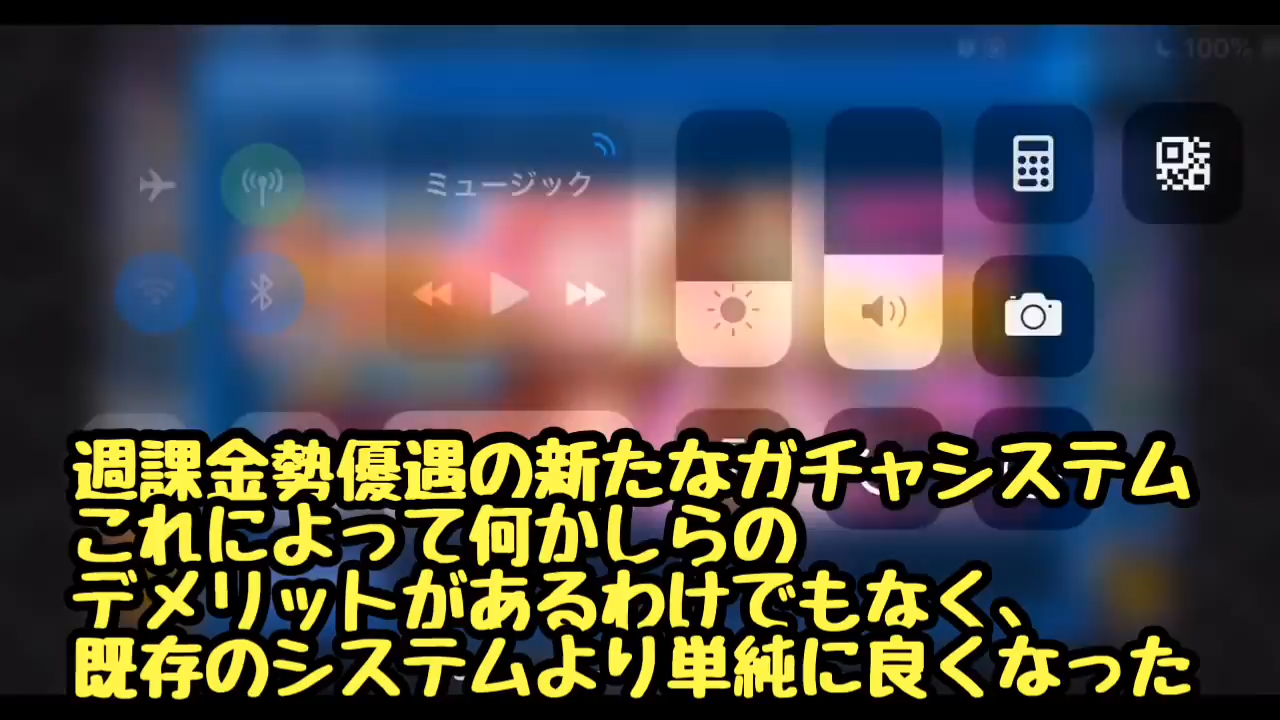 100%
ミュージック
週課金勢優遇の新たなガチャシステム
これによって何かしらの
デメリットがあるわけでもなく、
既存のシステムより単純に良くなった